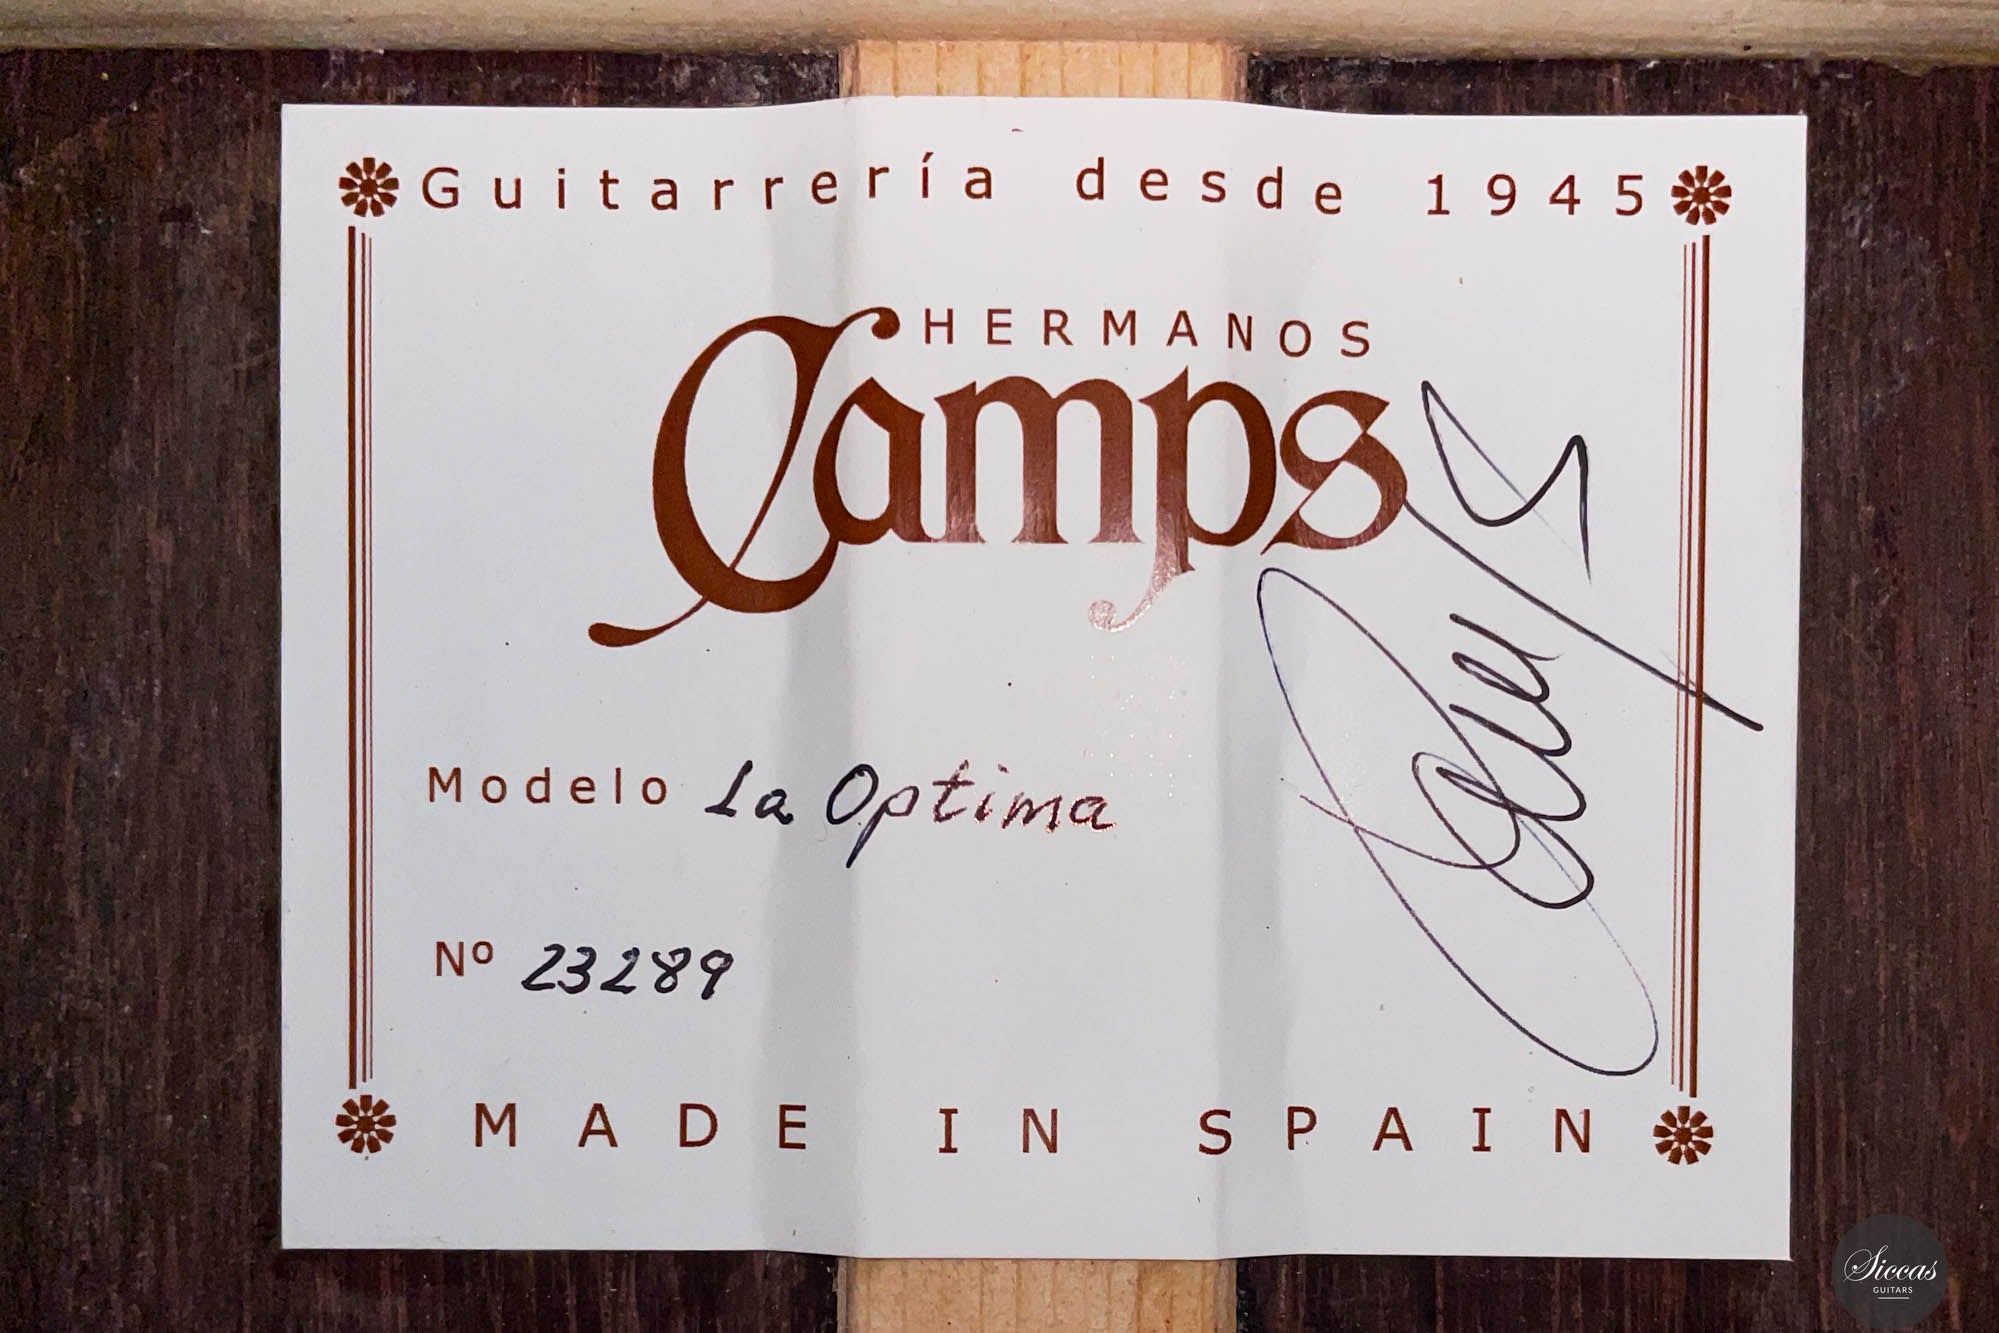 Guitarrería desde 1945
HERMANOS
Camps
Modelo La Optima
Nº 23289
MADE IN SPAIN
Siccas
GUITARS